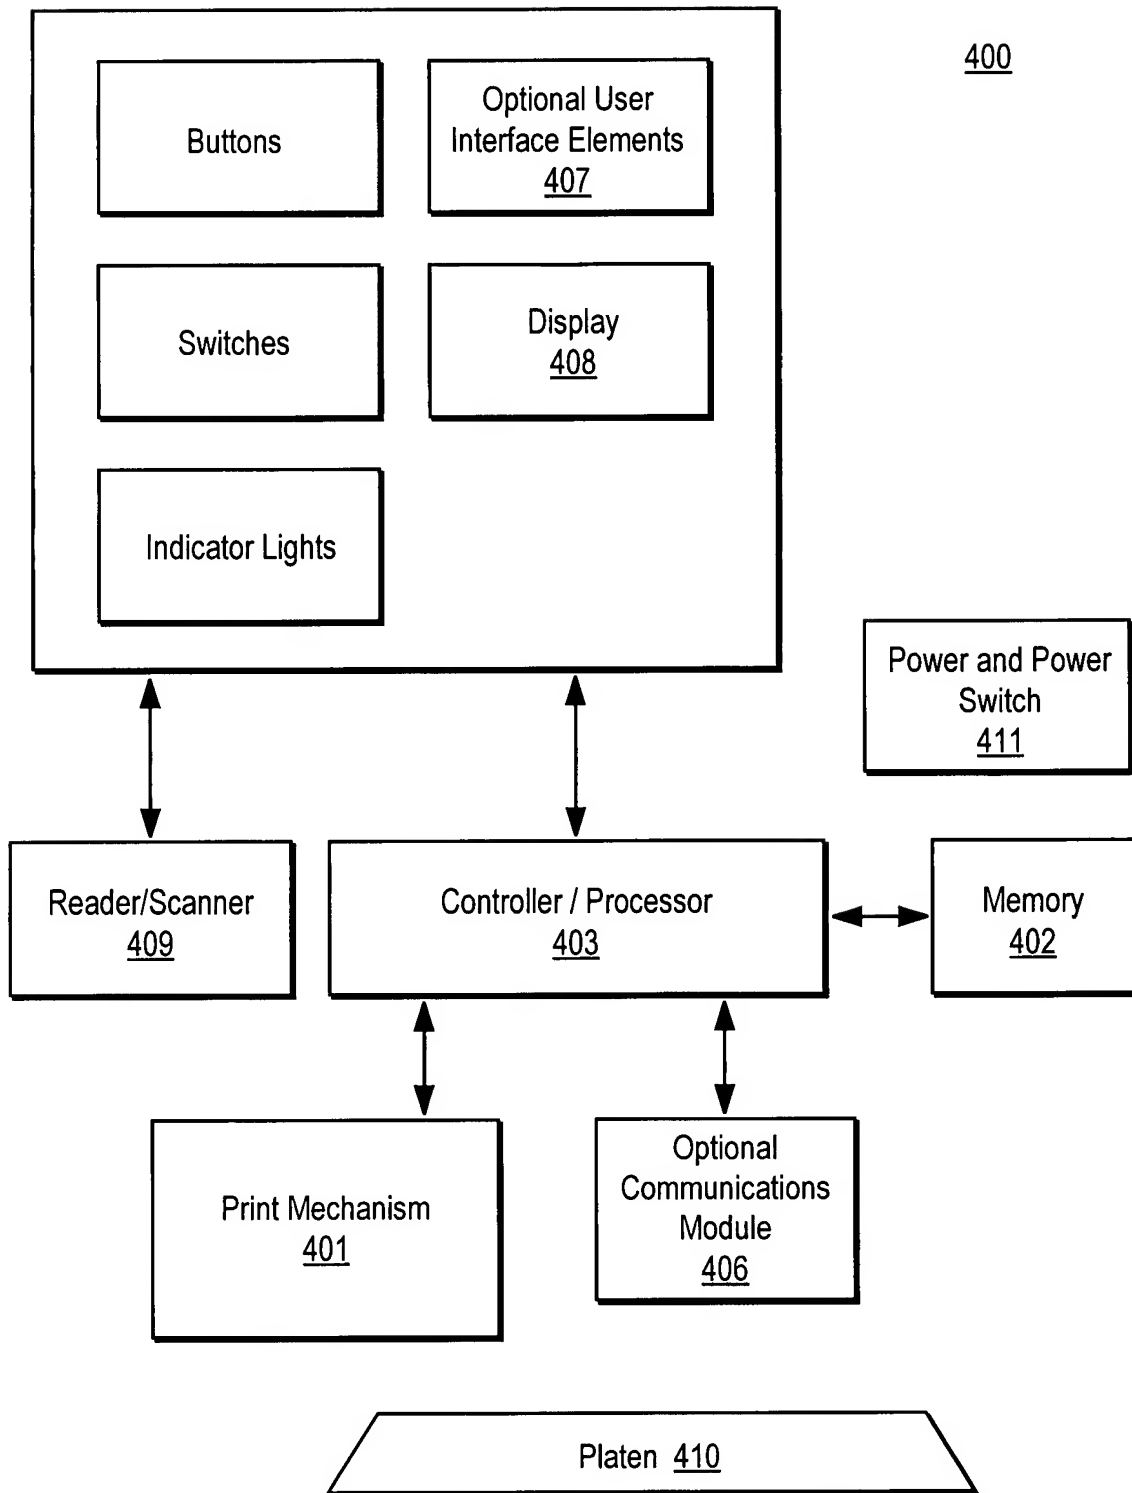 400
Buttons
Optional User
Interface Elements
407
Switches
Display
408
Indicator Lights
Power and Power
Switch
411
Reader/Scanner
409
Controller / Processor
403
Memory
402
Print Mechanism
401
Optional
Communications
Module
406
Platen 410